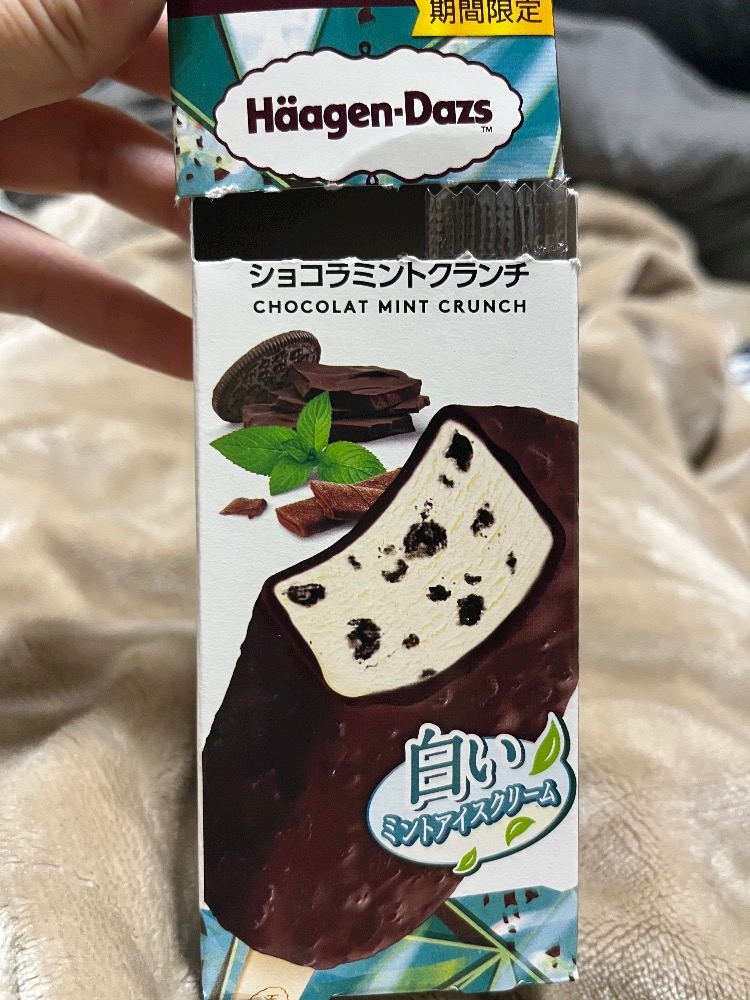 期間限定
Häagen-Dazs
TM
ショコラミントクランチ
CHOCOLAT MINT CRUNCH
白い
ミントアイスクリーム